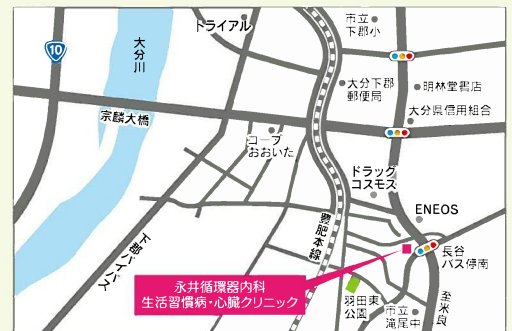 トライアル
市立
下郡小
10
大分川
大分下郡
郵便局
明林堂書店
大分県信用組合
宗麟大橋
コープ
おおいた
ドラッグ
コスモス
ENEOS
豊肥本線
下郡バイパス
長谷
バス停南
永井循環器内科
生活習慣病・心臓クリニック
羽田東
公園
市立
滝尾中
至米良